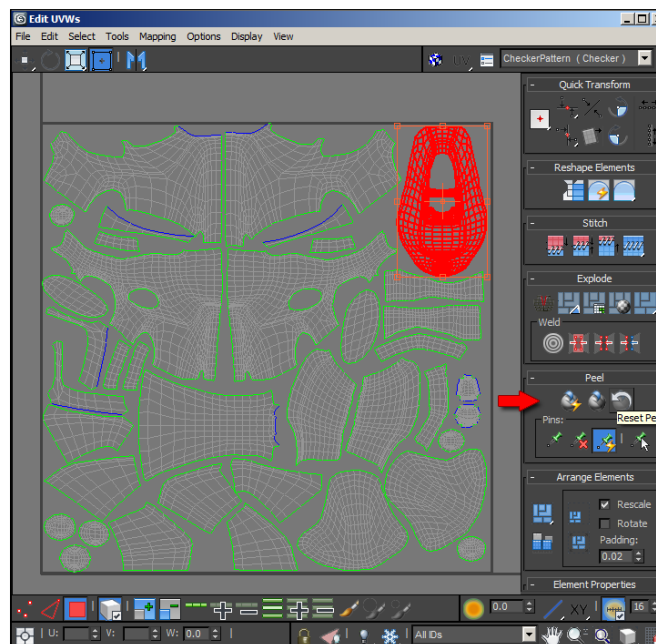 Edit UVWs
File Edit Select Tools Mapping Options Display View
UV
CheckerPattern ( Checker )
Quick Transform
Reshape Elements
Stitch
Explode
Weld
Peel
Reset Pe
Pins:
Arrange Elements
Rescale
Rotate
Padding:
0.02
Element Properties
0.0
XY
16
U:
V:
W: 0.0
All IDs